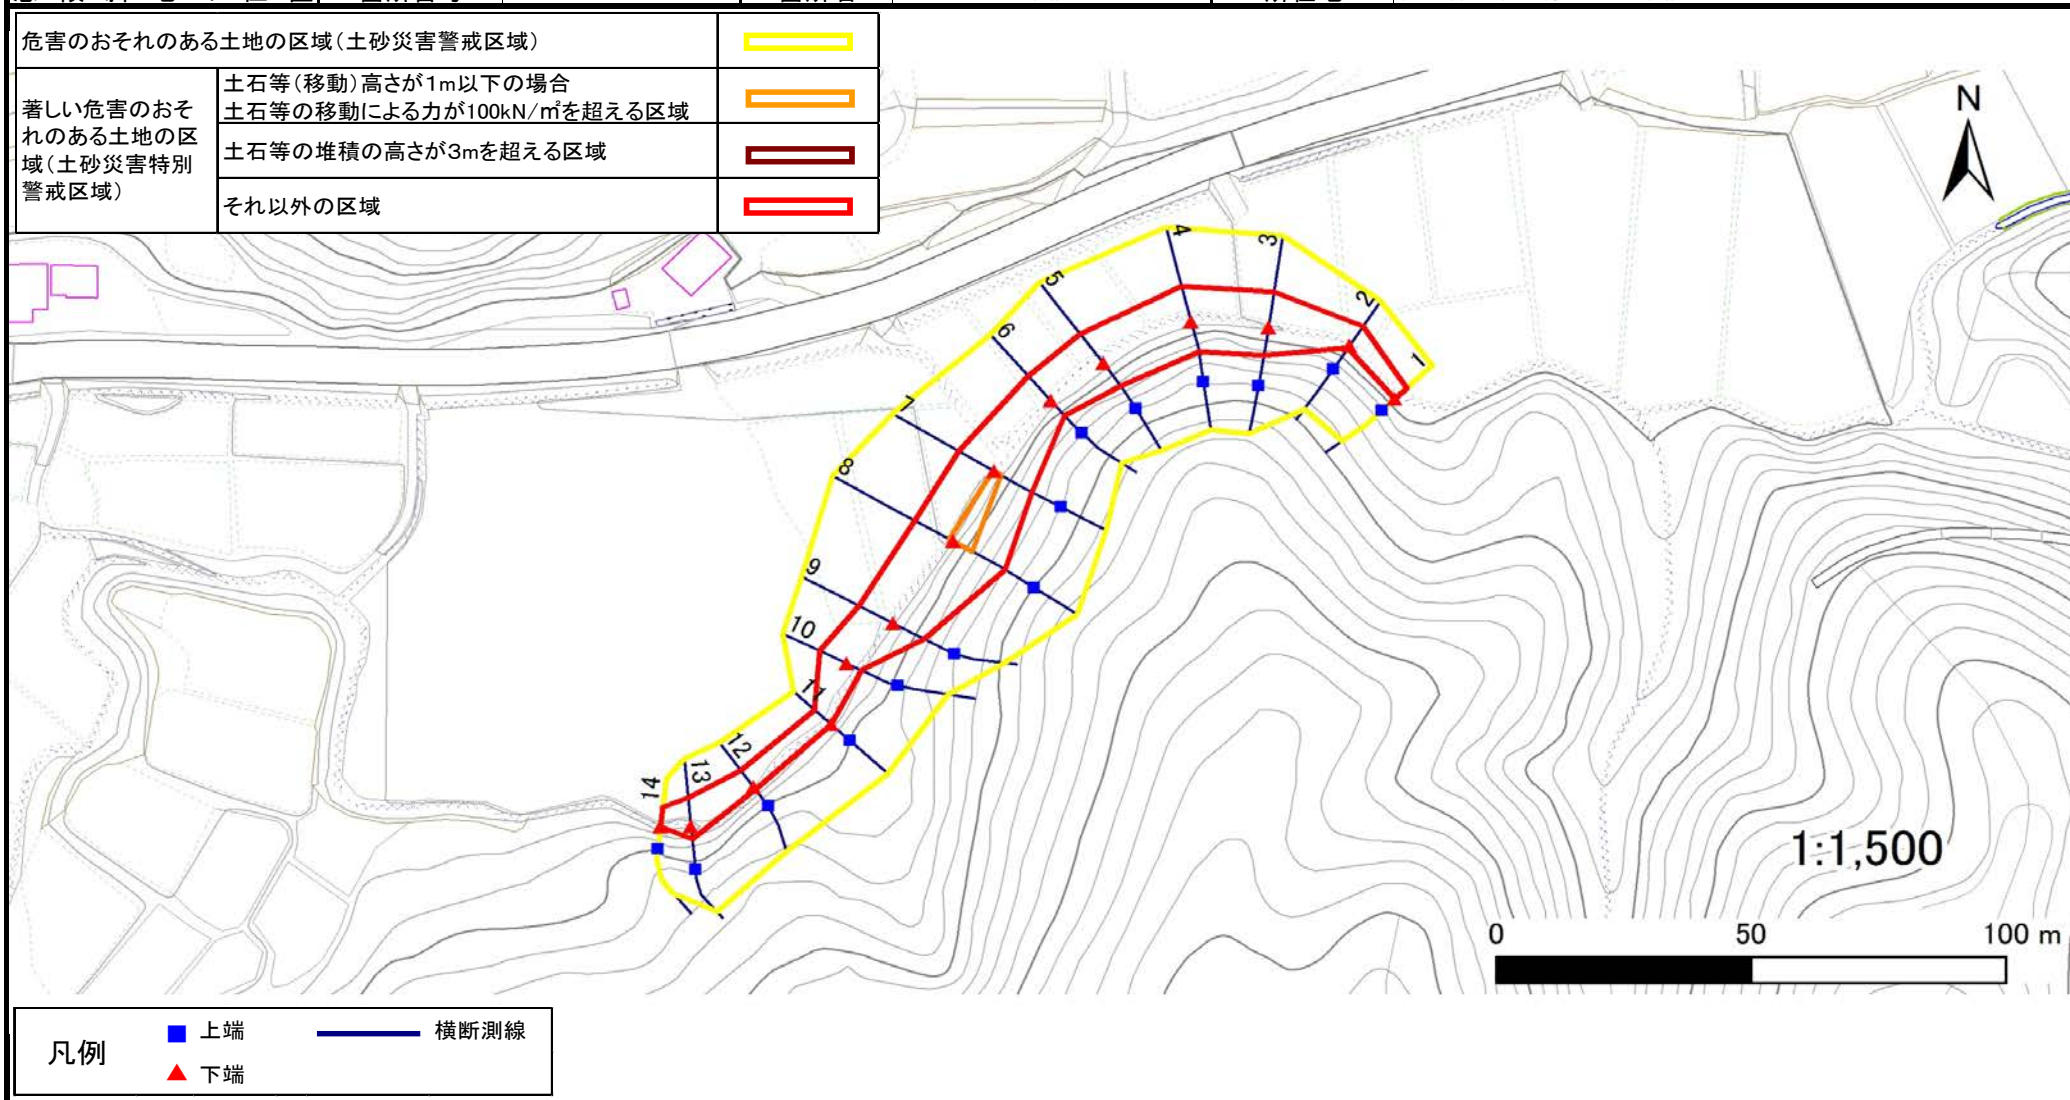 危害のおそれのある土地の区域(土砂災害警戒区域)
著しい危害のおそ
れのある土地の区
域(土砂災害特別
警戒区域)
土石等(移動)高さが1m以下の場合
土石等の移動による力が100kN/㎡を超える区域
土石等の堆積の高さが3mを超える区域
それ以外の区域
N
1
2
3
4
5
6
7
8
9
10
11
12
13
14
1:1,500
0 50 100 m
凡例
上端
横断測線
下端